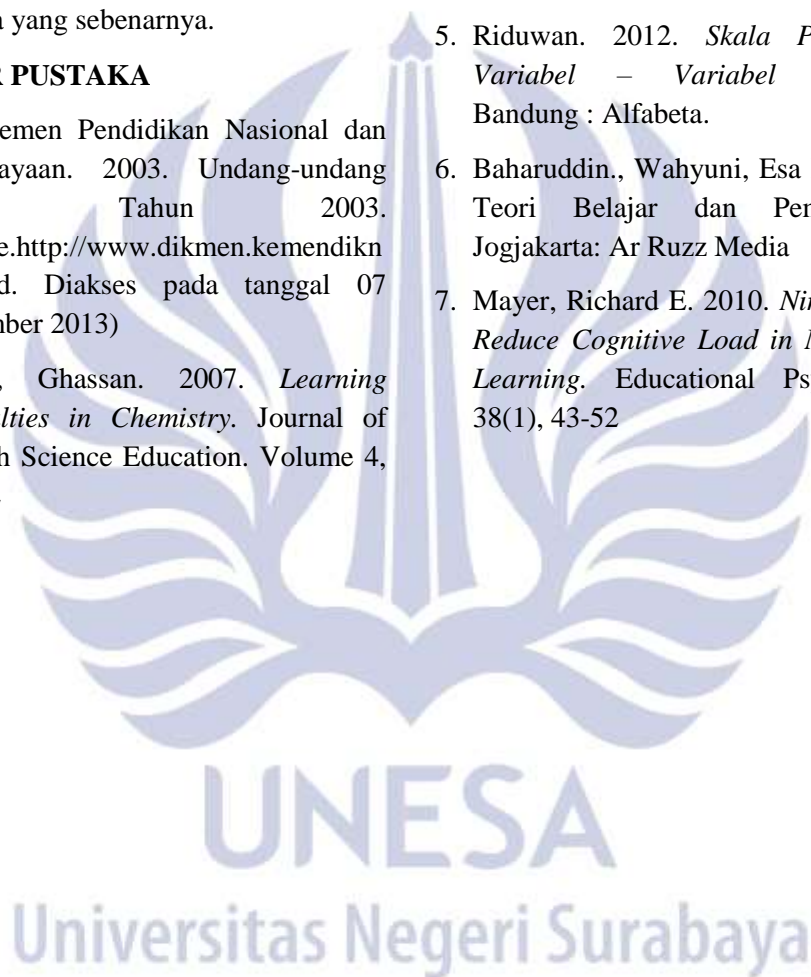 a yang sebenarnya.
R PUSTAKA
emen Pendidikan Nasional dan
ayaan. 2003. Undang-undang
Tahun 2003.
e.http://www.dikmen.kemendikn
d. Diakses pada tanggal 07
mber 2013)
, Ghassan. 2007. Learning
lties in Chemistry. Journal of
h Science Education. Volume 4,
5. Riduwan. 2012. Skala P
Variabel – Variabel
Bandung : Alfabeta.
6. Baharuddin., Wahyuni, Esa
Teori Belajar dan Pen
Jogjakarta: Ar Ruzz Media
7. Mayer, Richard E. 2010.
Reduce Cognitive Load in
Learning. Educational Ps
38(1), 43-52
UNESA
Universitas Negeri Surabaya